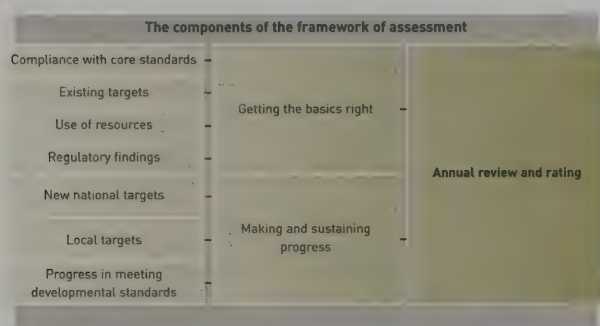 The components of the framework of assessment
Compliance with core standards
Existing targets
Use of resources
Regulatory findings
New national targets
Local targets
Progress in meeting
developmental standards
Getting the basics right
Making and sustaining
progress
Annual review and rating